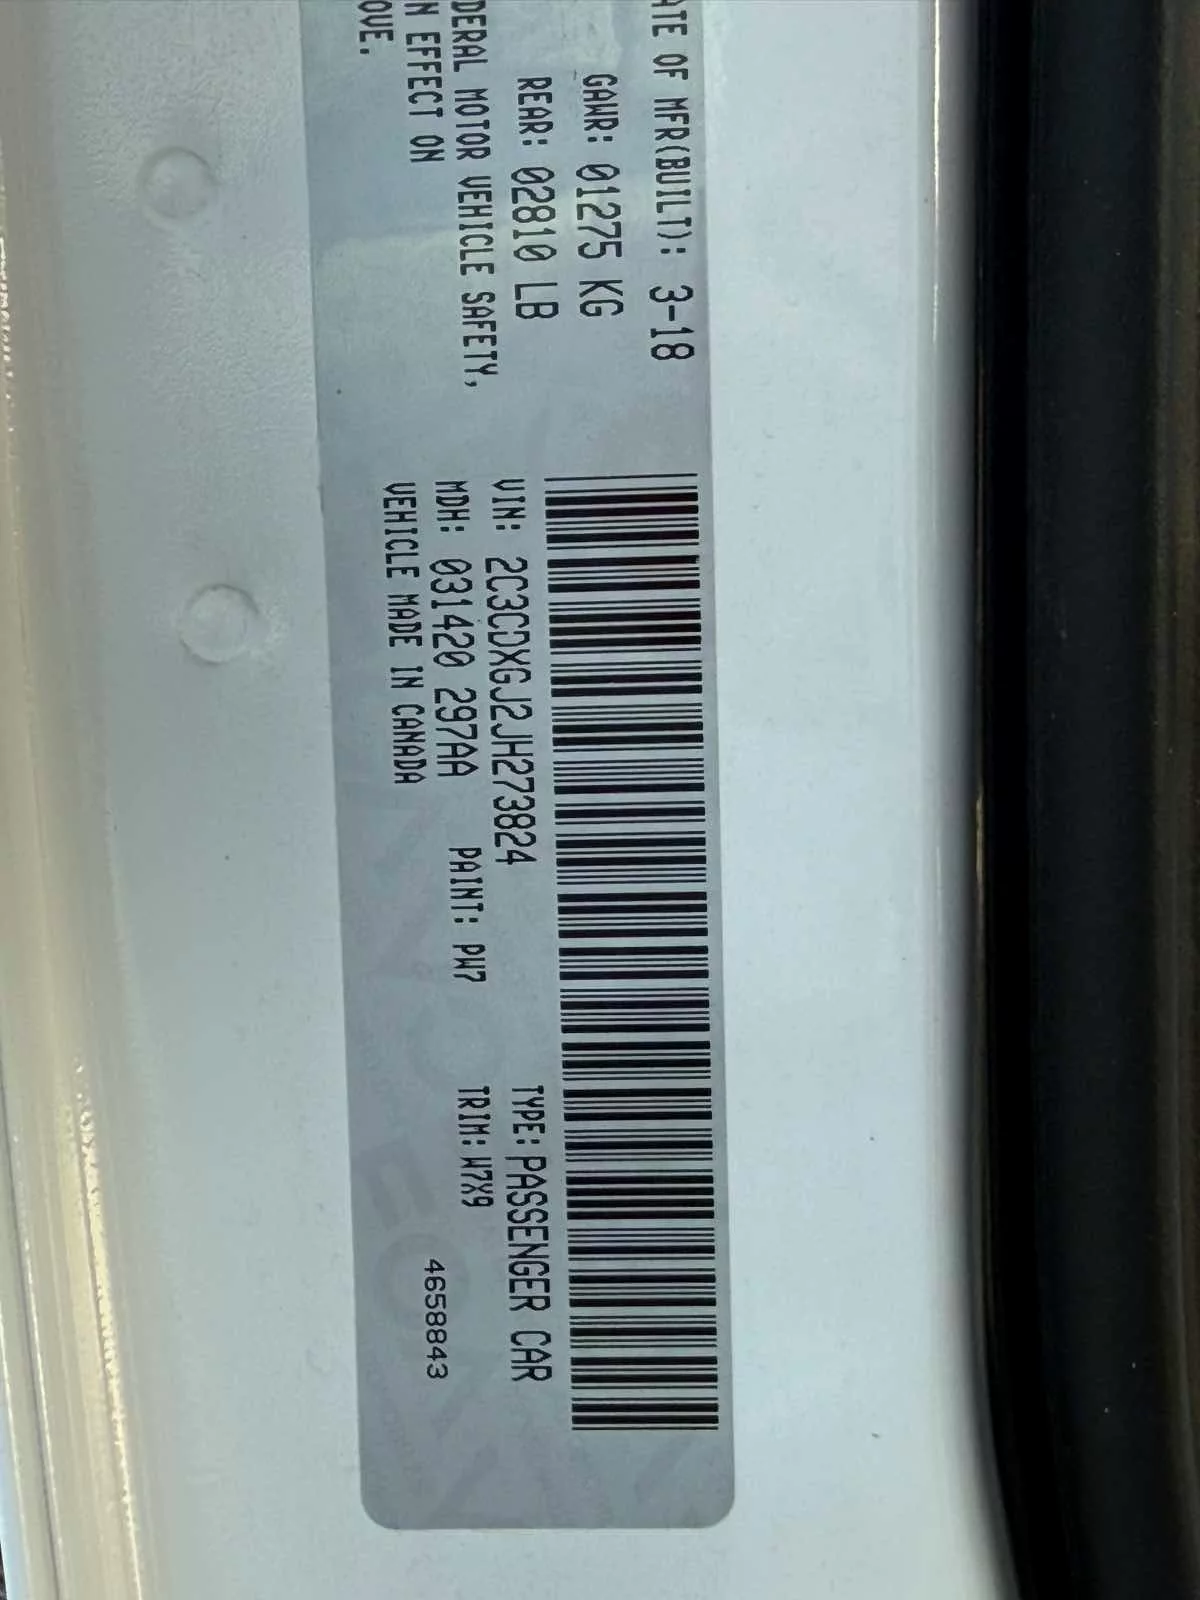 ATE OF MFR(BUILT): 3-18
GAWR: 01275 KG
REAR: 02810 LB
DERAL MOTOR VEHICLE SAFETY,
N EFFECT ON
OVE.
VIN: 2C3CDXGJ2JH273824
TYPE: PASSENGER CAR
MDH: 031420 297AA
PAINT: PW7
TRIM: W7X9
VEHICLE MADE IN CANADA
4658843